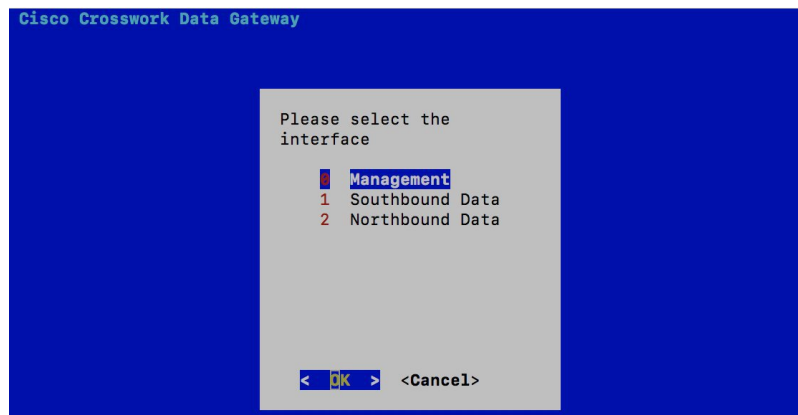 Cisco Crosswork Data Gateway
Please select the
interface
0 Management
1 Southbound Data
2 Northbound Data
< OK > <Cancel>